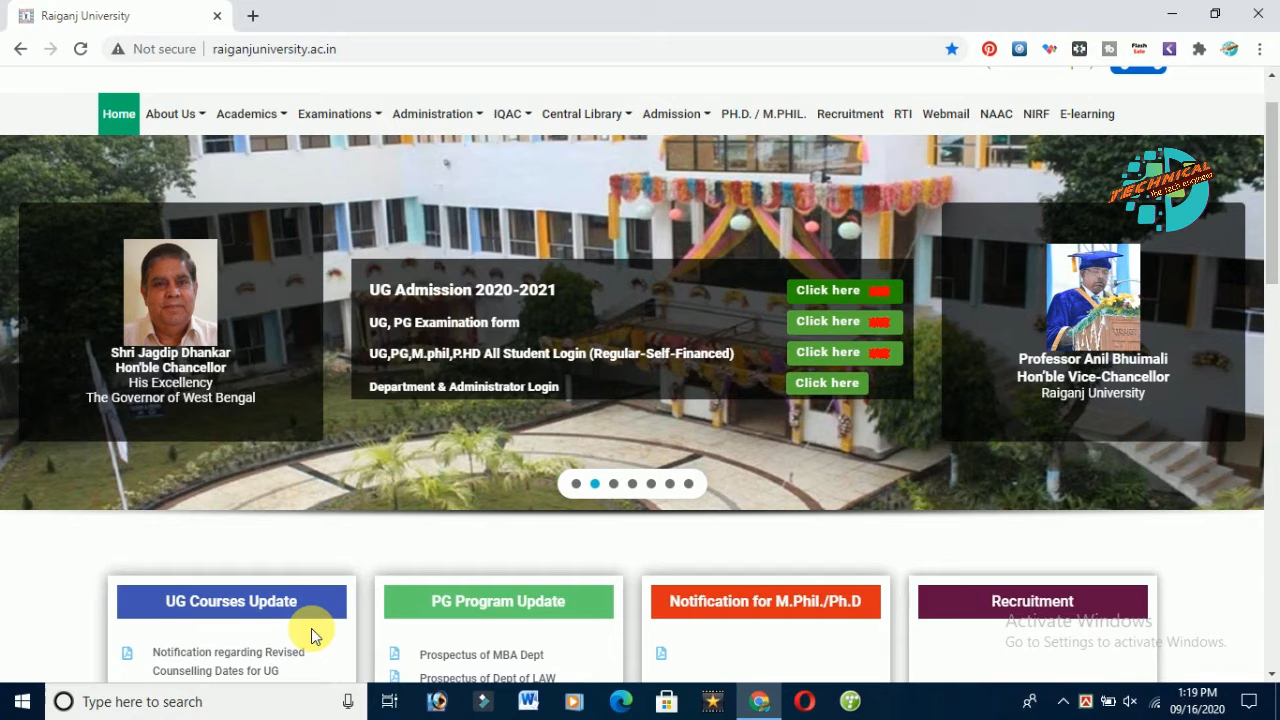 Raiganj University
Not secure
raiganjuniversity.ac.in
Flash
Sale
Home
About Us
Academics
Examinations
Administration
IQAC
Central Library
Admission
PH.D. / M.PHIL.
Recruitment
RTI
Webmail
NAAC
NIRF
E-learning
TECHNICAL
the tech engineer
UG Admission 2020-2021
Click here
UG, PG Examination form
Click here
UG,PG,M.phil,P.HD All Student Login (Regular-Self-Financed)
Click here
Department & Administrator Login
Click here
Shri Jagdip Dhankar
Hon'ble Chancellor
His Excellency
The Governor of West Bengal
Professor Anil Bhuimali
Hon'ble Vice-Chancellor
Raiganj University
UG Courses Update
PG Program Update
Notification for M.Phil./Ph.D
Recruitment
Notification regarding Revised
Counselling Dates for UG
Prospectus of MBA Dept
Prospectus of Dept of LAW
Activate Windows
Go to Settings to activate Windows.
Type here to search
1:19 PM
09/16/2020